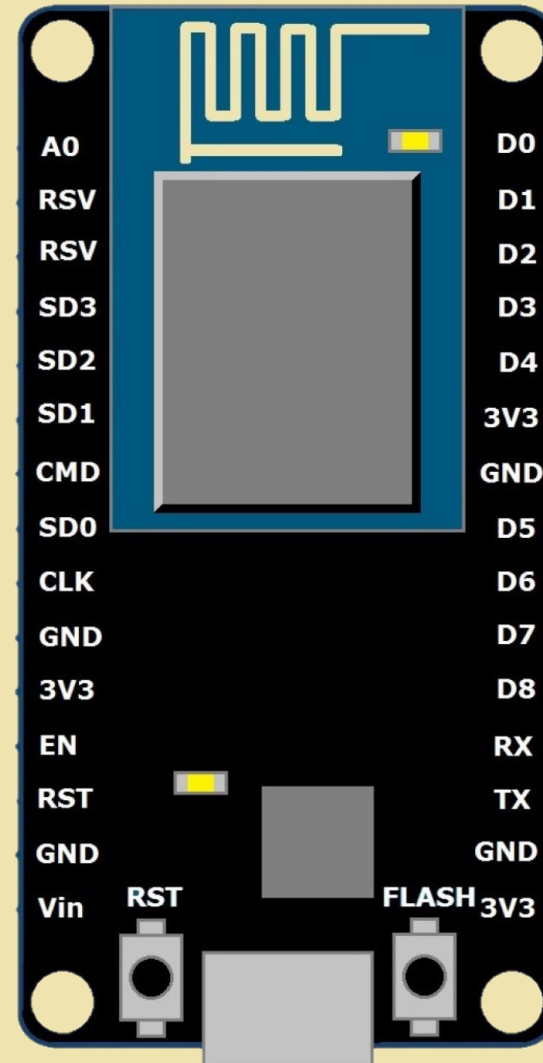 A0 D0
RSV D1
RSV D2
SD3 D3
SD2 D4
SD1 3V3
CMD GND
SD0 D5
CLK D6
GND D7
3V3 D8
EN RX
RST TX
GND GND
Vin RST FLASH 3V3